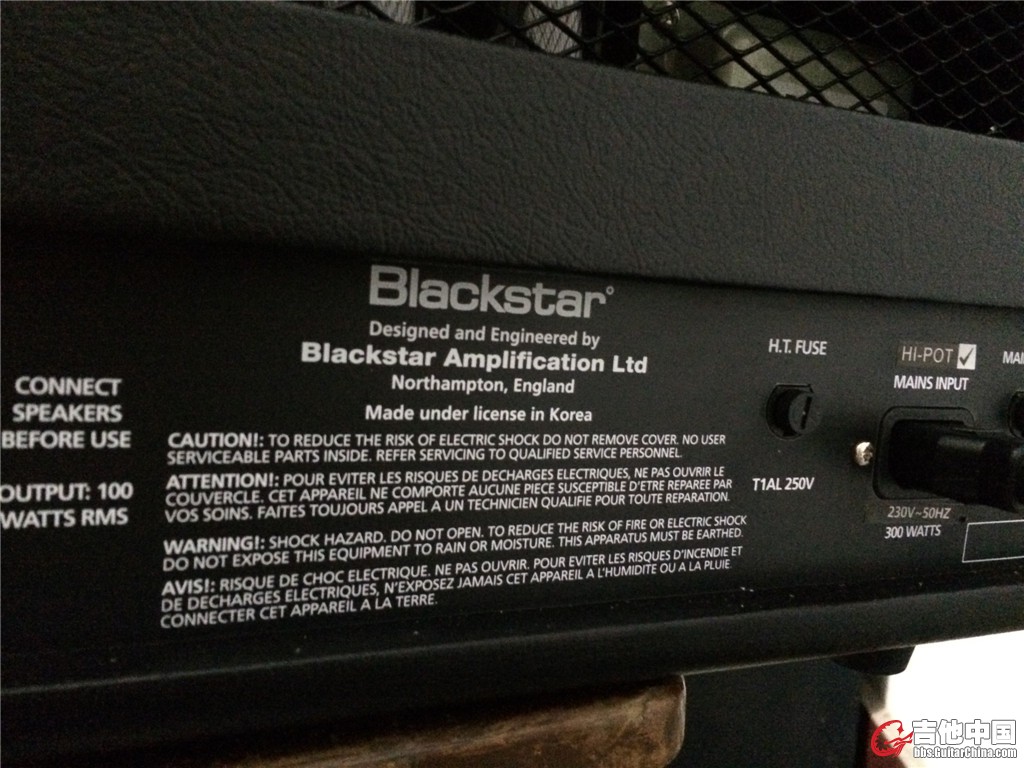 Blackstar
Designed and Engineered by
Blackstar Amplification Ltd
Northampton, England
Made under license in Korea
CONNECT
SPEAKERS
BEFORE USE
OUTPUT: 100
WATTS RMS
CAUTION!: TO REDUCE THE RISK OF ELECTRIC SHOCK DO NOT REMOVE COVER. NO USER
SERVICEABLE PARTS INSIDE. REFER SERVICING TO QUALIFIED SERVICE PERSONNEL.
ATTENTION!: POUR EVITER LES RISQUES DE DECHARGES ELECTRIQUES, NE PAS OUVRIR LE
COUVERCLE. CET APPAREIL NE COMPORTE AUCUNE PIECE SUSCEPTIBLE D'ETRE REPAREE PAR
VOS SOINS. FAITES TOUJOURS APPEL A UN TECHNICIEN QUALIFIE POUR TOUTE REPARATION.
WARNING!: SHOCK HAZARD. DO NOT OPEN. TO REDUCE THE RISK OF FIRE OR ELECTRIC SHOCK
DO NOT EXPOSE THIS EQUIPMENT TO RAIN OR MOISTURE. THIS APPARATUS MUST BE EARTHED.
AVIS!: RISQUE DE CHOC ELECTRIQUE. NE PAS OUVRIR. POUR EVITER LES RISQUES D'INCENDIE ET
DE DECHARGES ELECTRIQUES, N'EXPOSEZ JAMAIS CET APPAREIL A L'HUMIDITE OU A LA PLUIE.
CONNECTER CET APPAREIL A LA TERRE.
H.T. FUSE
T1AL 250V
HI-POT
MAINS INPUT
230V~50HZ
300 WATTS
吉他中国
bbs.GuitarChina.com